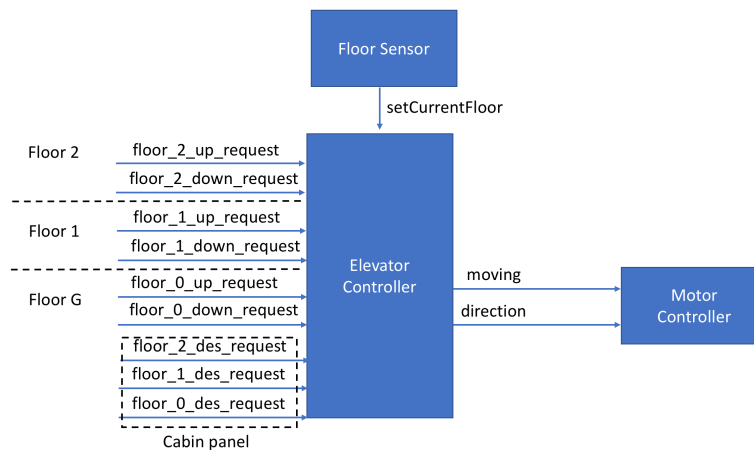 Floor Sensor
setCurrentFloor
Floor 2
floor_2_up_request
floor_2_down_request
Floor 1
floor_1_up_request
floor_1_down_request
Floor G
floor_0_up_request
floor_0_down_request
floor_2_des_request
floor_1_des_request
floor_0_des_request
Cabin panel
Elevator
Controller
moving
direction
Motor
Controller